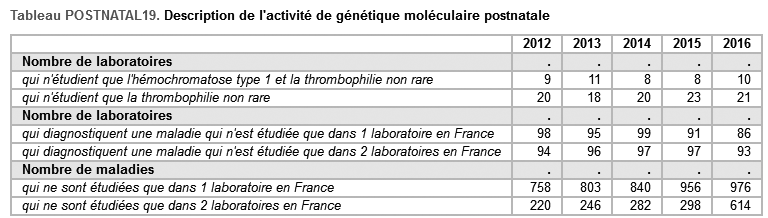 Tableau POSTNATAL19. Description de l'activité de génétique moléculaire postnatale
2012 2013 2014 2015 2016
Nombre de laboratoires . . . . .
qui n'étudient que l'hémochromatose type 1 et la thrombophilie non rare 9 11 8 8 10
qui n'étudient que la thrombophilie non rare 20 18 20 23 21
Nombre de laboratoires . . . . .
qui diagnostiquent une maladie qui n'est étudiée que dans 1 laboratoire en France 98 95 99 91 86
qui diagnostiquent une maladie qui n'est étudiée que dans 2 laboratoires en France 94 96 97 97 93
Nombre de maladies . . . . .
qui ne sont étudiées que dans 1 laboratoire en France 758 803 840 956 976
qui ne sont étudiées que dans 2 laboratoires en France 220 246 282 298 614